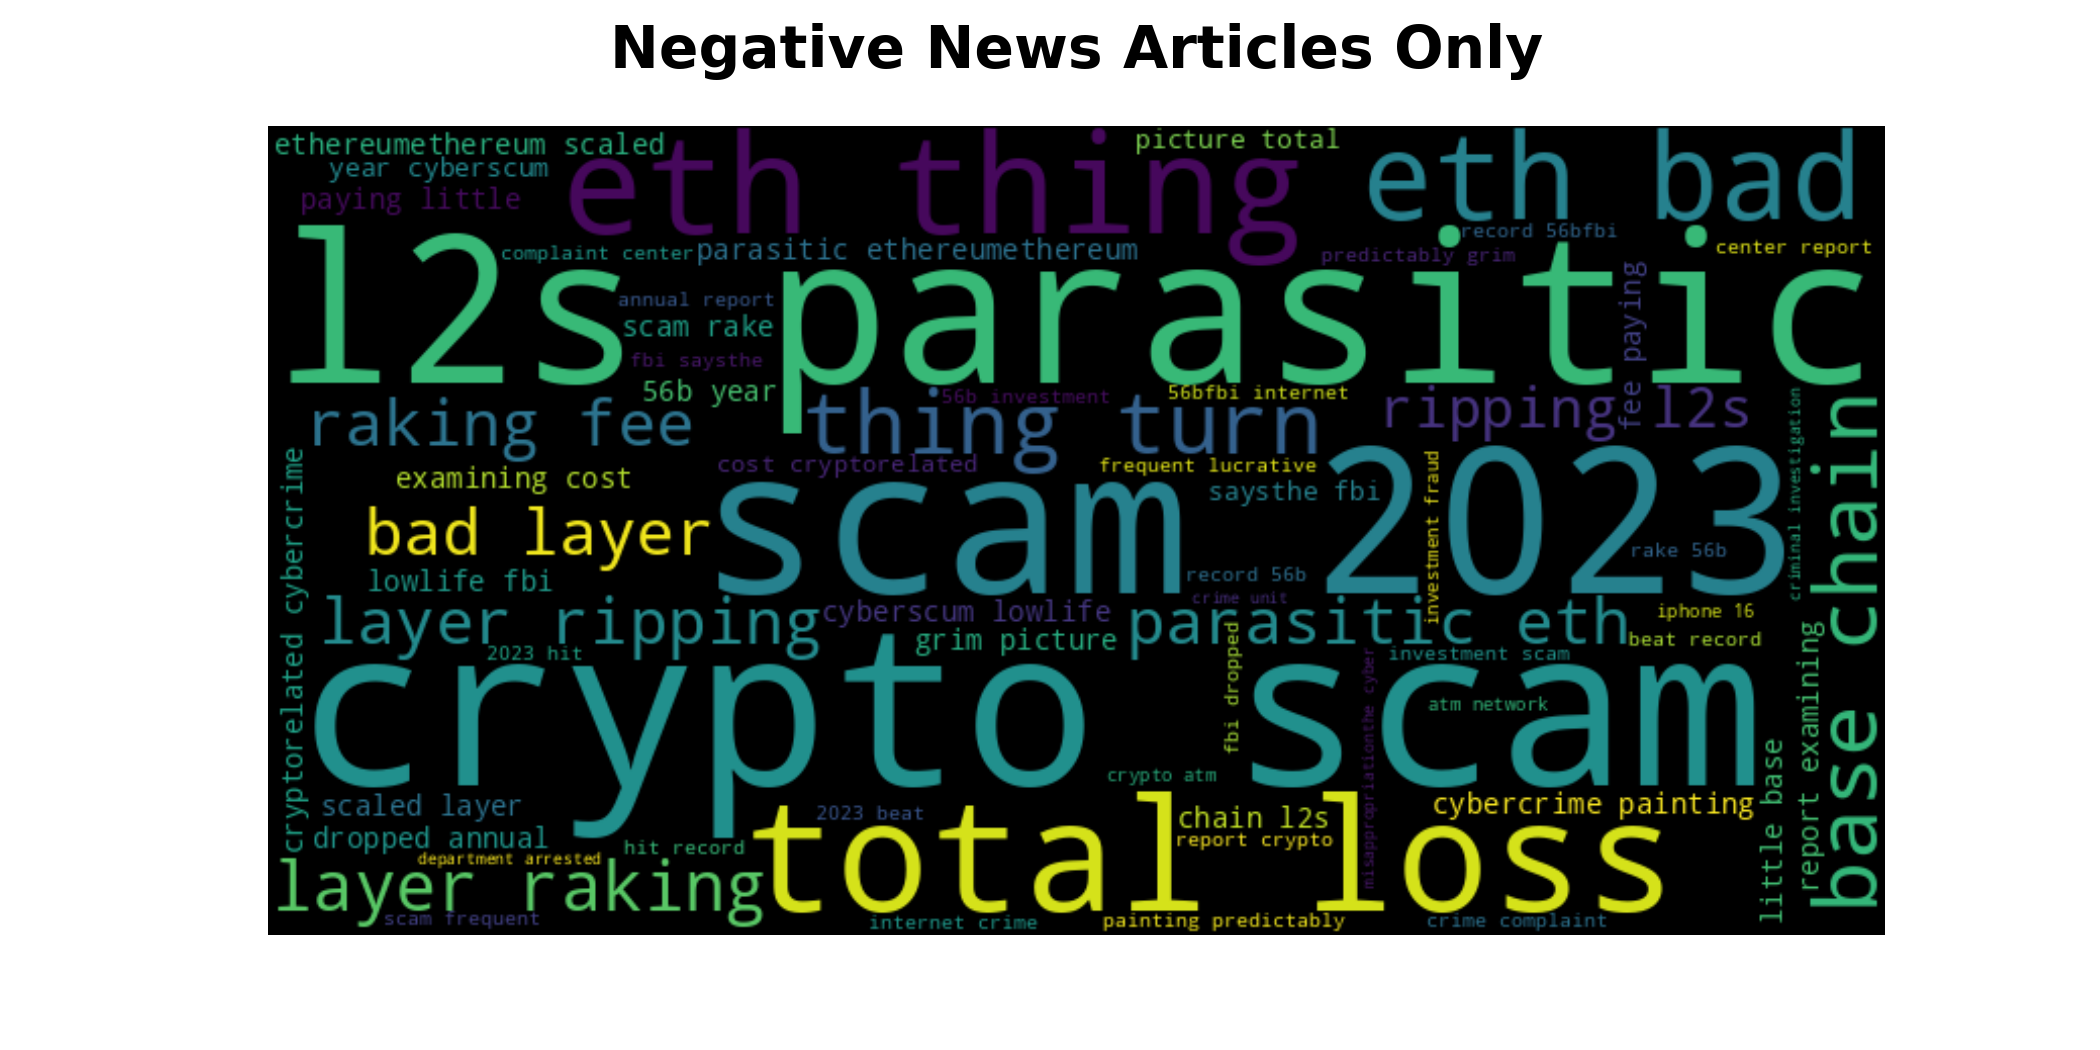 Negative News Articles Only
ethereumethereum scaled
year cyberscum
paying little
eth thing
picture total
eth bad
record 56bfbi
center report
complaint center
parasitic ethereumethereum
predictably grim
l2s parasitic
annual report
scam rake
fbi saysthe
56b year
56b investment
56bfbi internet
fee paying
raking fee
thing turn
ripping l2s
criminal investigation
base chain
cost cryptorelated
frequent lucrative
examining cost
saysthe fbi
investment fraud
scam 2023
bad layer
rake 56b
cryptorelated cybercrime
lowlife fbi
record 56b
crime unit
layer ripping
cyberscum lowlife
parasitic eth
iphone 16
grim picture
beat record
2023 hit
fbi dropped
investment scam
misappropriationthe cyber
report examining
crypto scam
atm network
crypto atm
little base
scaled layer
2023 beat
chain l2s
cybercrime painting
dropped annual
hit record
report crypto
total loss
department arrested
layer raking
scam frequent
internet crime
painting predictably
crime complaint